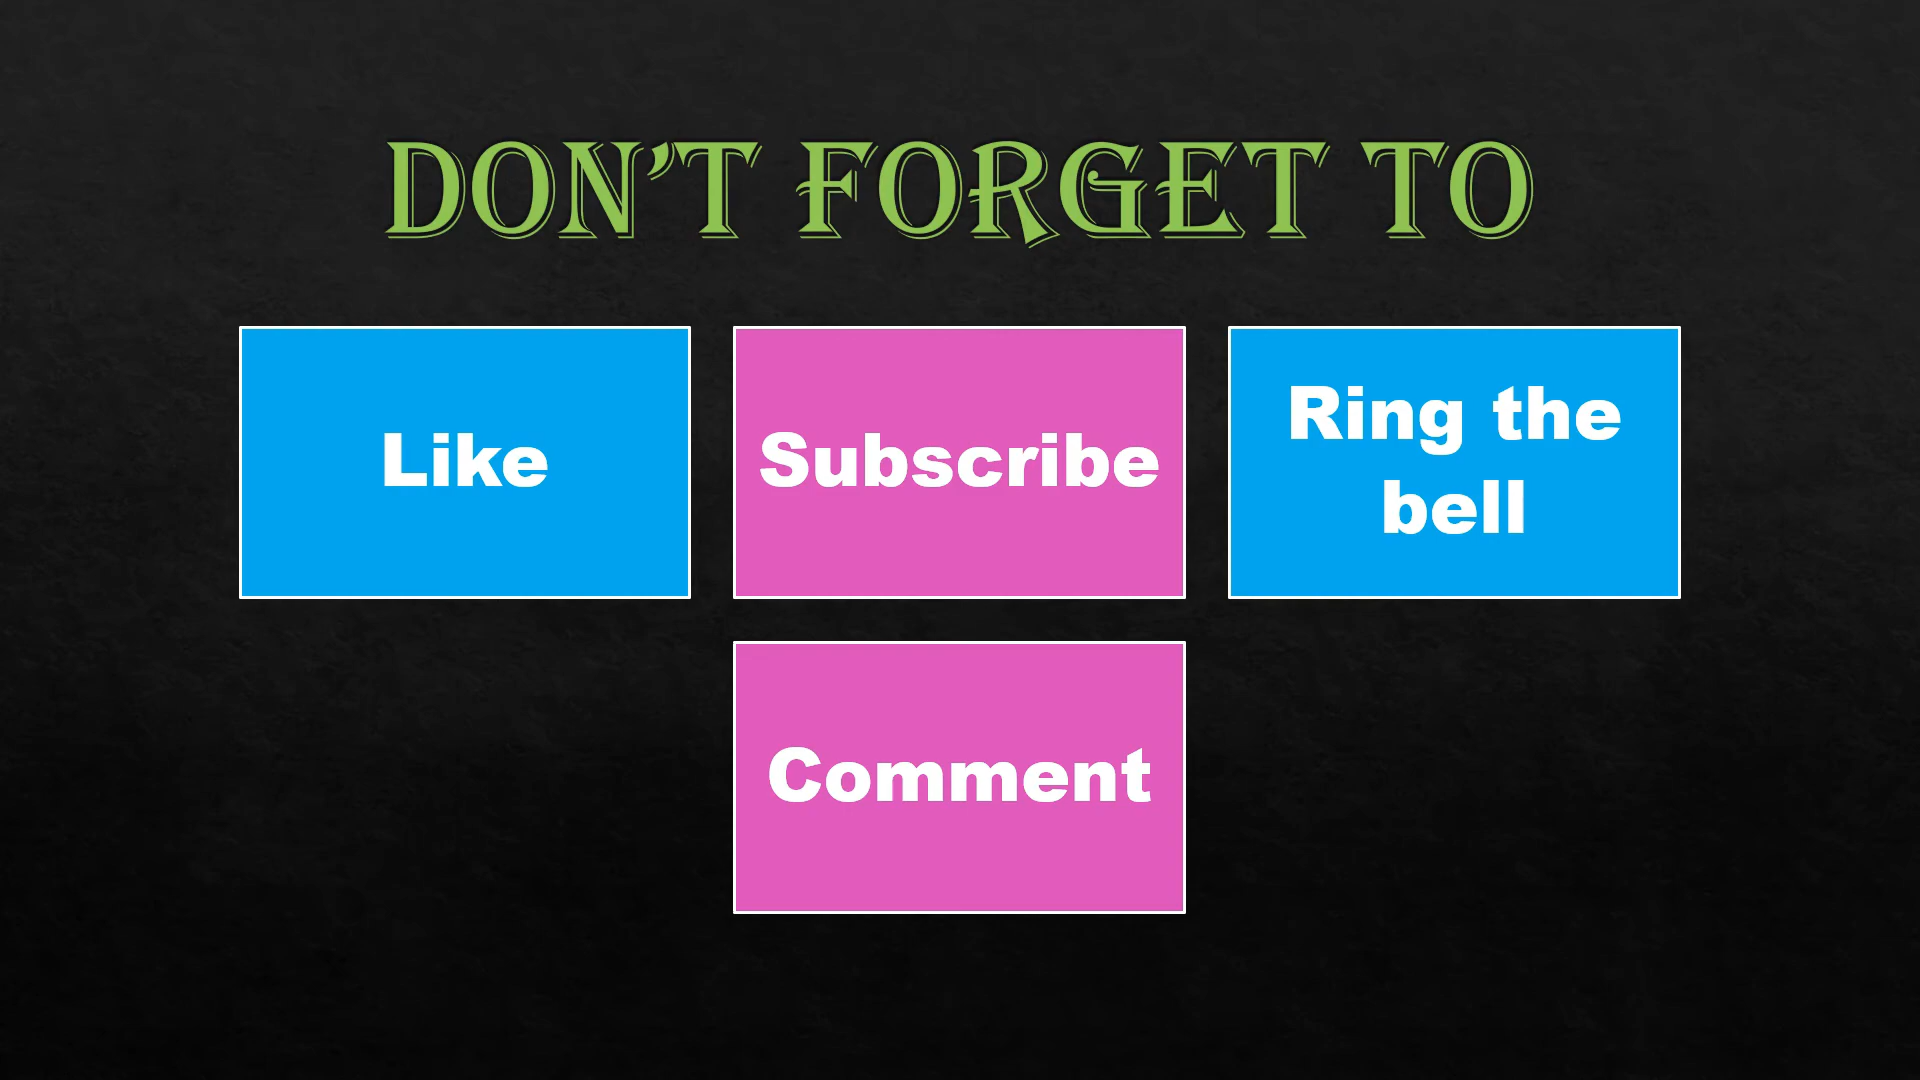 DON'T FORGET TO
Like
Subscribe
Ring the
bell
Comment